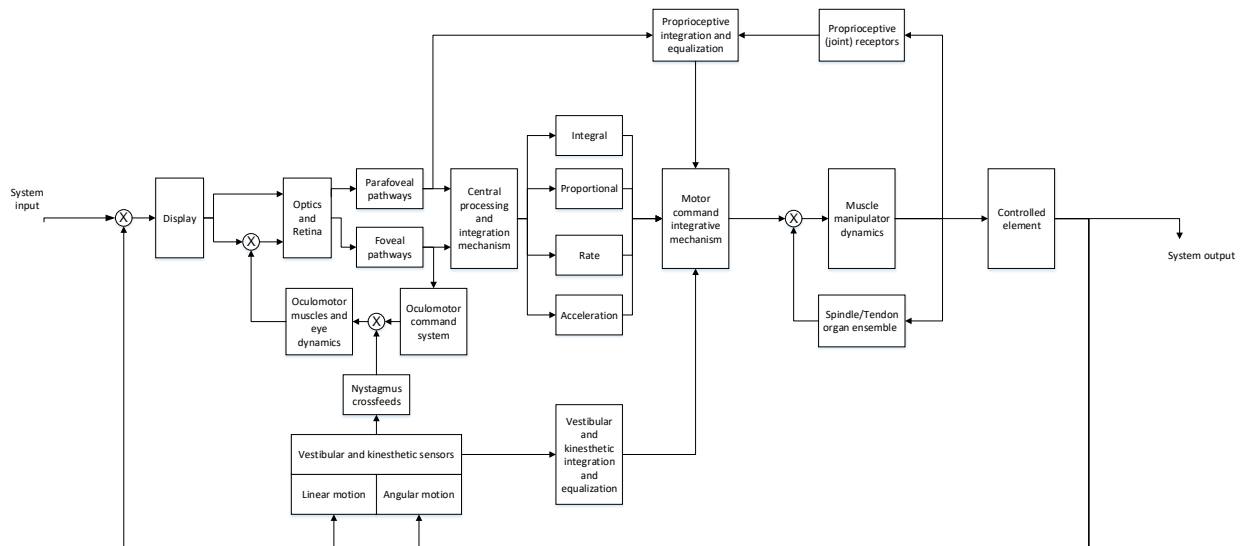 Proprioceptive
integration and
equalization
Proprioceptive
(joint) receptors
System
input
X
Display
X
Optics
and
Retina
Parafoveal
pathways
Foveal
pathways
Central
processing
and
integration
mechanism
Integral
Proportional
Rate
Acceleration
Motor
command
integrative
mechanism
X
Muscle
manipulator
dynamics
Controlled
element
System output
Spindle/Tendon
organ ensemble
Oculomotor
muscles and
eye
dynamics
X
Oculomotor
command
system
Nystagmus
crossfeeds
Vestibular and kinesthetic sensors
Linear motion
Angular motion
Vestibular
and
kinesthetic
integration
and
equalization